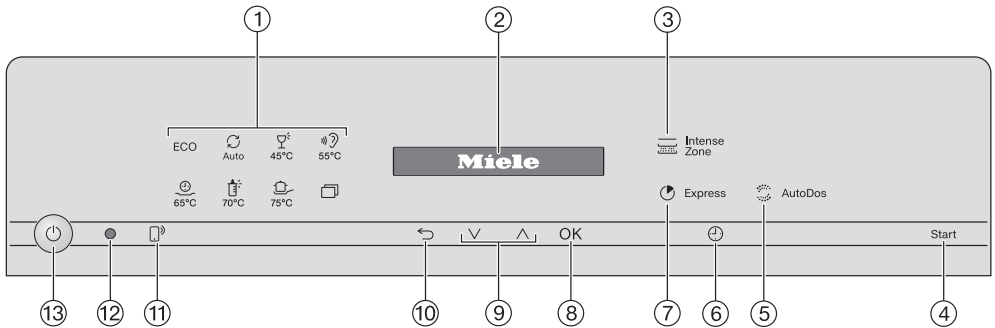 ① ② ③
ECO Auto 45°C 55°C
65°C 70°C 75°C
Miele
Intense
Zone
Express AutoDos
OK Start
⑬ ⑫ ⑪ ⑩ ⑨ ⑧ ⑦ ⑥ ⑤ ④